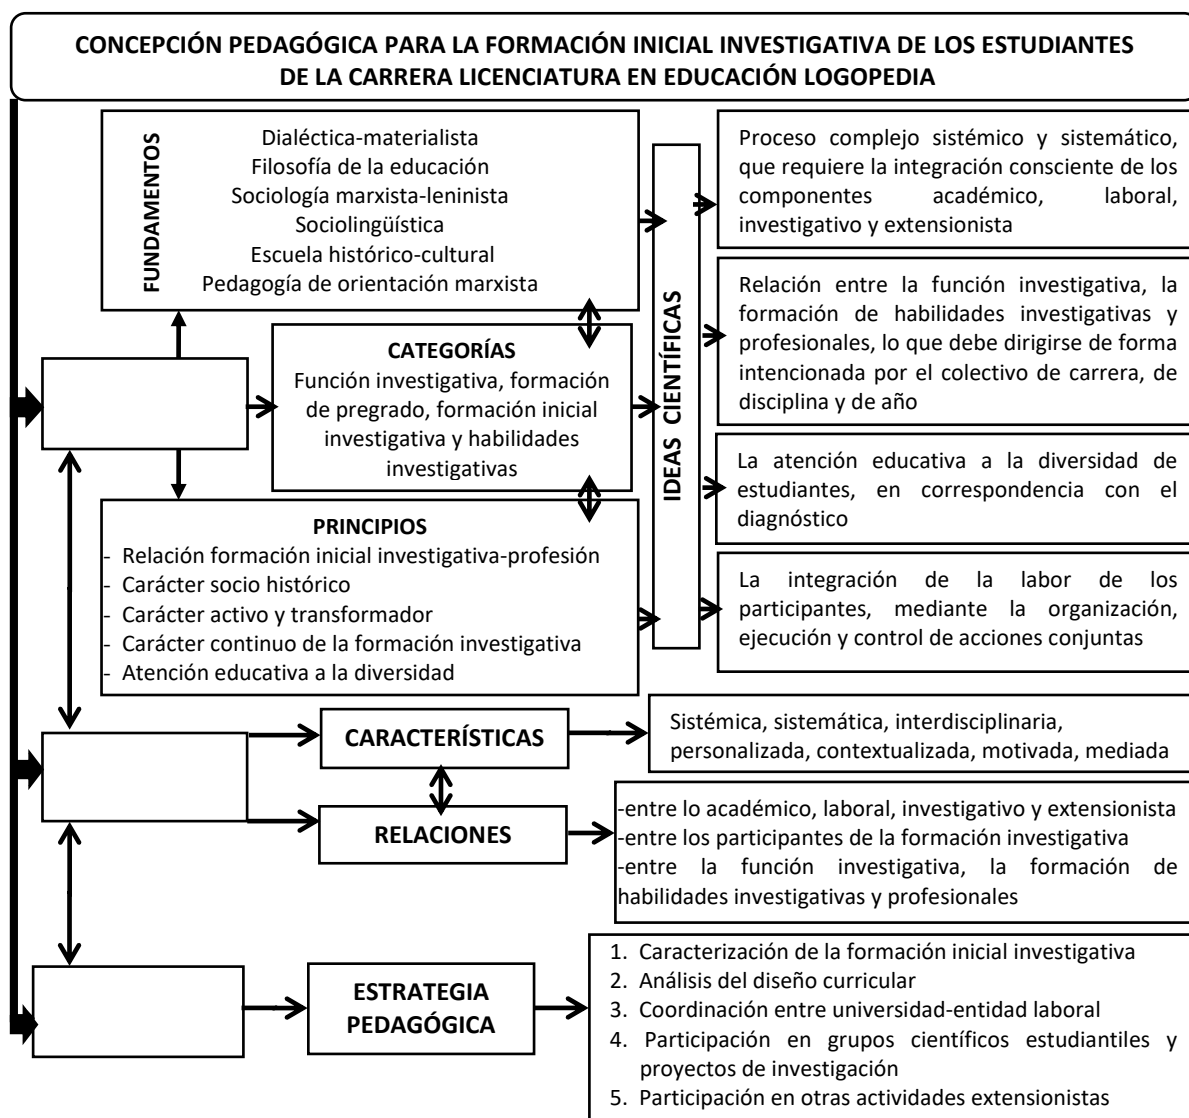 CONCEPCIÓN PEDAGÓGICA PARA LA FORMACIÓN INICIAL INVESTIGATIVA DE LOS ESTUDIANTES
DE LA CARRERA LICENCIATURA EN EDUCACIÓN LOGOPEDIA
FUNDAMENTOS
Dialéctica-materialista
Filosofía de la educación
Sociología marxista-leninista
Sociolingüística
Escuela histórico-cultural
Pedagogía de orientación marxista
CATEGORÍAS
Función investigativa, formación
de pregrado, formación inicial
investigativa y habilidades
investigativas
PRINCIPIOS
- Relación formación inicial investigativa-profesión
- Carácter socio histórico
- Carácter activo y transformador
- Carácter continuo de la formación investigativa
- Atención educativa a la diversidad
IDEAS CIENTÍFICAS
Proceso complejo sistémico y sistemático,
que requiere la integración consciente de los
componentes académico, laboral,
investigativo y extensionista
Relación entre la función investigativa, la
formación de habilidades investigativas y
profesionales, lo que debe dirigirse de forma
intencionada por el colectivo de carrera, de
disciplina y de año
La atención educativa a la diversidad de
estudiantes, en correspondencia con el
diagnóstico
La integración de la labor de los
participantes, mediante la organización,
ejecución y control de acciones conjuntas
CARACTERÍSTICAS
Sistémica, sistemática, interdisciplinaria,
personalizada, contextualizada, motivada, mediada
RELACIONES
-entre lo académico, laboral, investigativo y extensionista
-entre los participantes de la formación investigativa
-entre la función investigativa, la formación de
habilidades investigativas y profesionales
ESTRATEGIA
PEDAGÓGICA
1. Caracterización de la formación inicial investigativa
2. Análisis del diseño curricular
3. Coordinación entre universidad-entidad laboral
4. Participación en grupos científicos estudiantiles y
proyectos de investigación
5. Participación en otras actividades extensionistas